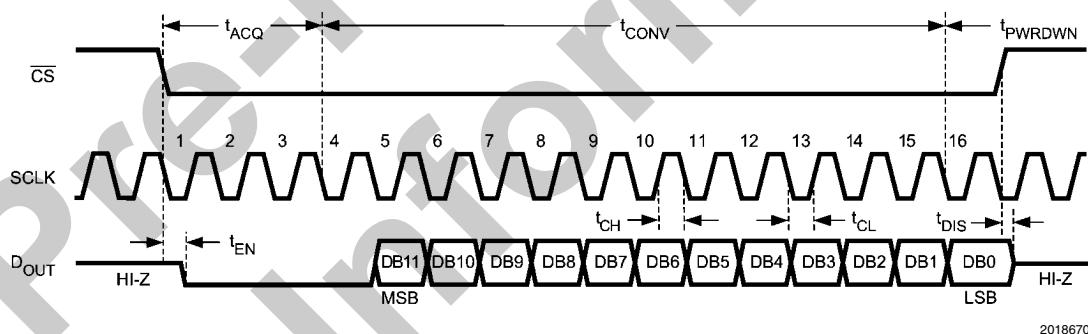 tACQ tCONV tPWRDWN
CS
1 2 3 4 5 6 7 8 9 10 11 12 13 14 15 16
SCLK
tCH tCL tDIS
tEN
DOUT HI-Z DB11 DB10 DB9 DB8 DB7 DB6 DB5 DB4 DB3 DB2 DB1 DB0 HI-Z
MSB LSB
2018670